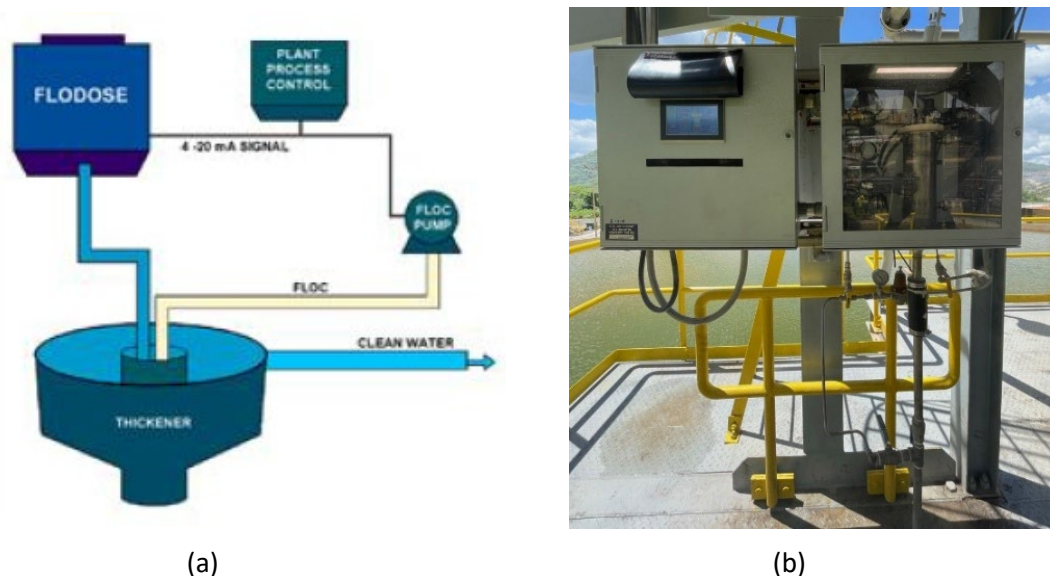 FLODOSE
PLANT
PROCESS
CONTROL
4 -20 mA SIGNAL
FLOC
PUMP
FLOC
CLEAN WATER
THICKENER
(a)
(b)